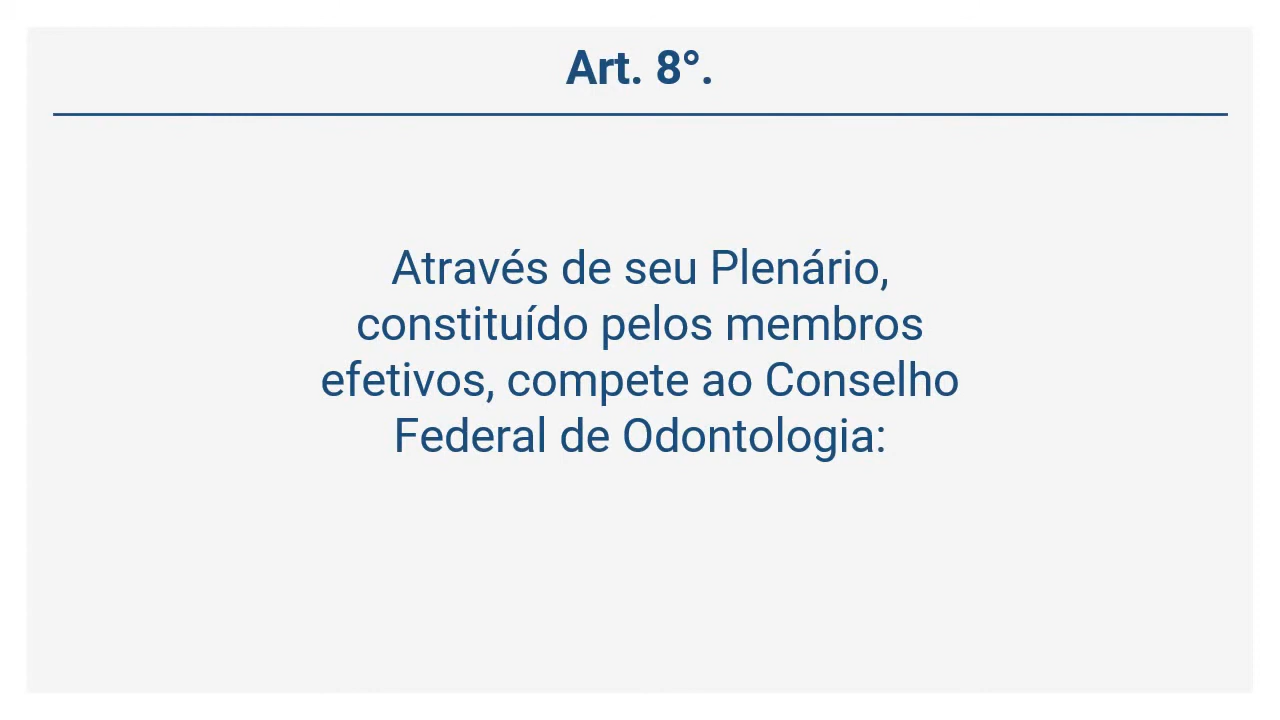 Art. 8°.
Através de seu Plenário,
constituído pelos membros
efetivos, compete ao Conselho
Federal de Odontologia: